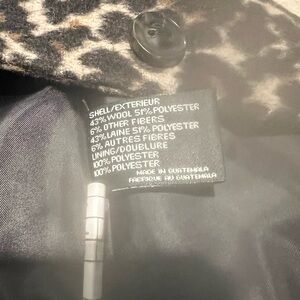 SHELL/EXTERIEUR
43% WOOL 51% POLYESTER
6% OTHER FIBERS
43% LAINE 51% POLYESTER
6% AUTRES FIBRES
LINING/DOUBLURE
100% POLYESTER
100% POLYESTER
MADE IN GUATEMALA
FABRIQUE AU GUATEMALA